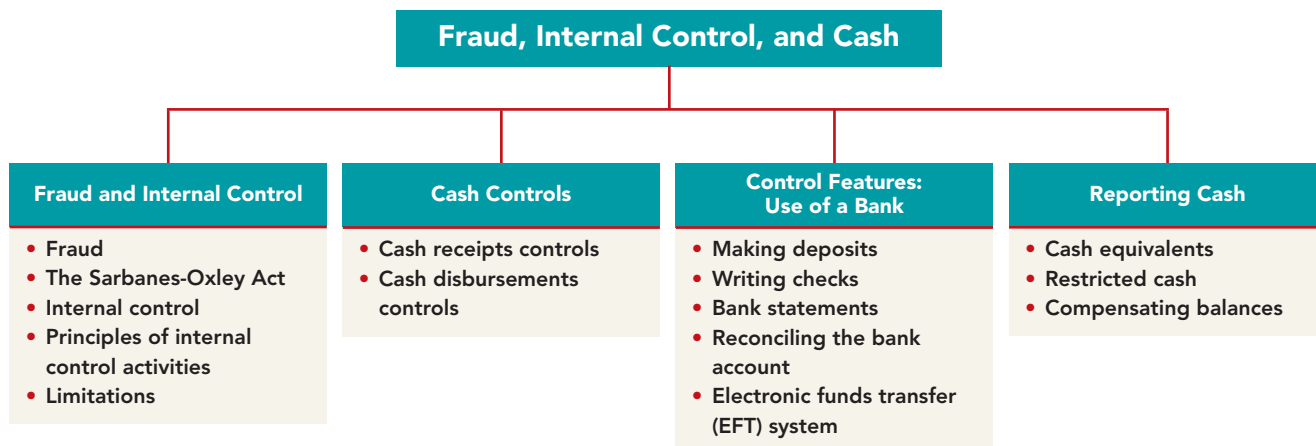 Fraud, Internal Control, and Cash
Fraud and Internal Control
• Fraud
• The Sarbanes-Oxley Act
• Internal control
• Principles of internal
control activities
• Limitations
Cash Controls
• Cash receipts controls
• Cash disbursements
controls
Control Features:
Use of a Bank
• Making deposits
• Writing checks
• Bank statements
• Reconciling the bank
account
• Electronic funds transfer
(EFT) system
Reporting Cash
• Cash equivalents
• Restricted cash
• Compensating balances